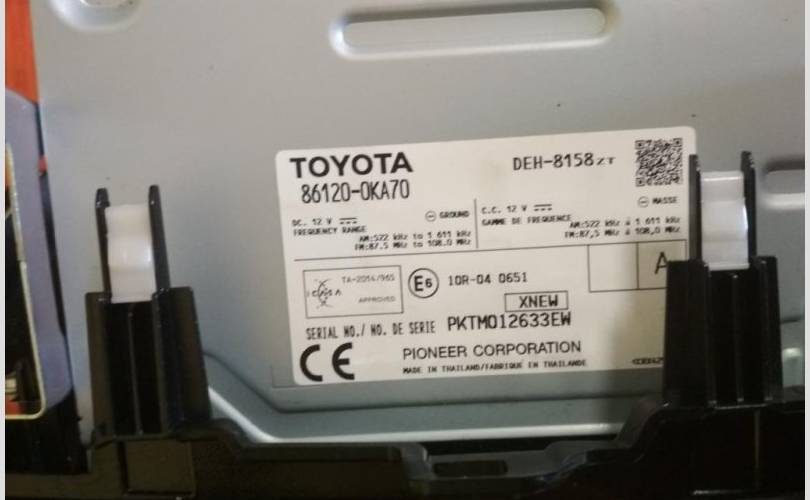 TOYOTA
86120-0KA70
DEH-8158ZT
DC. 12 V
GROUND
FREQUENCY RANGE
AM:522 kHz to 1 611 kHz
FM:87.5 MHz to 108.0 MHz
C.C. 12 V
MASSE
GAMME DE FREQUENCE
AM:522 kHz à 1 611 kHz
FM:87,5 MHz à 108,0 MHz
TA-2014/965
ICASA
APPROVED
E6
10R-04 0651
A
XNEW
SERIAL NO./ NO. DE SERIE PKTM012633EW
CE
PIONEER CORPORATION
MADE IN THAILAND/FABRIQUÉ EN THAILANDE